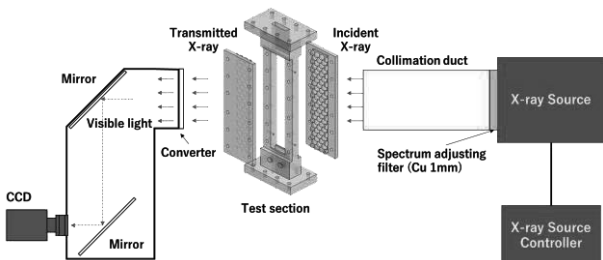 Transmitted
X-ray
Incident
X-ray
Collimation duct
Mirror
X-ray Source
Visible light
Converter
Spectrum adjusting
filter (Cu 1mm)
CCD
Test section
Mirror
X-ray Source
Controller